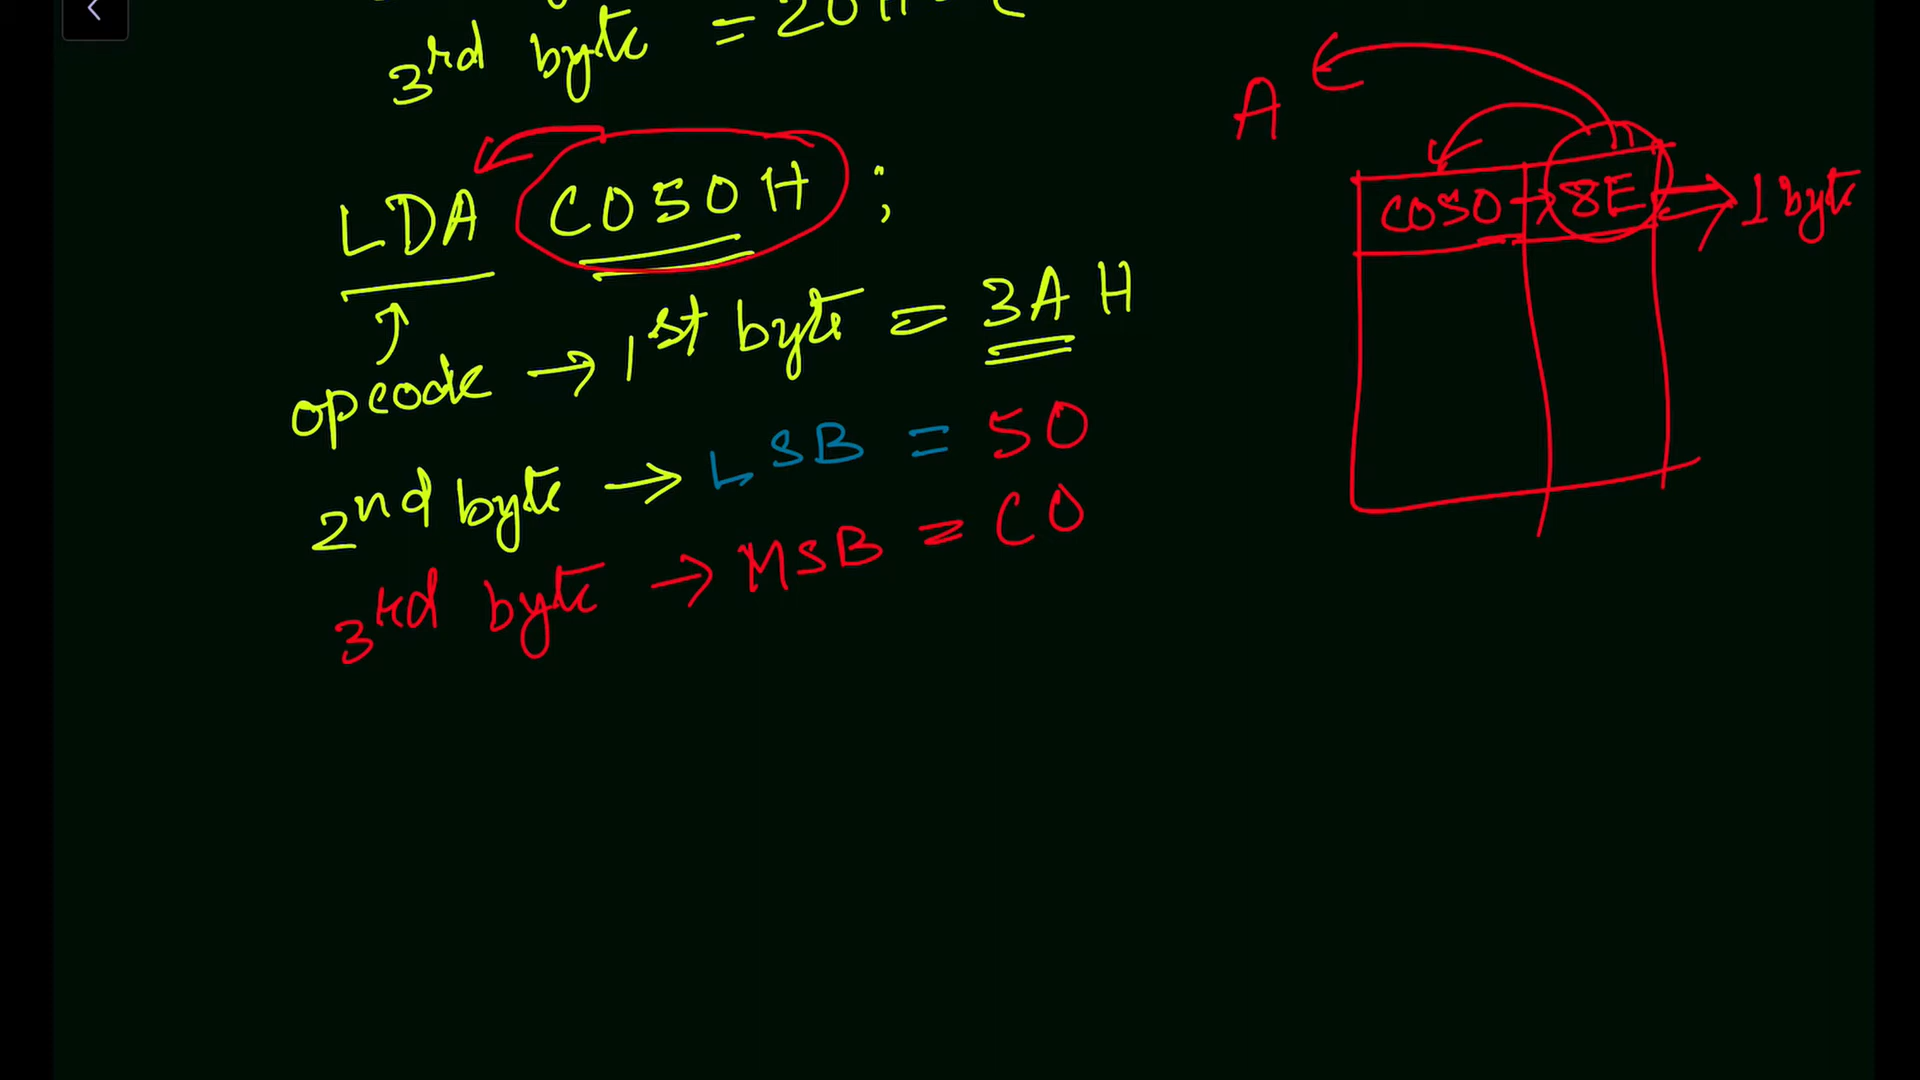 3rd byte = 20H
LDA C050H ;
opcode → 1st byte = 3A H
2nd byte → LSB = 50
3rd byte → MSB = C0
A
C050 → 8E → 1 byte